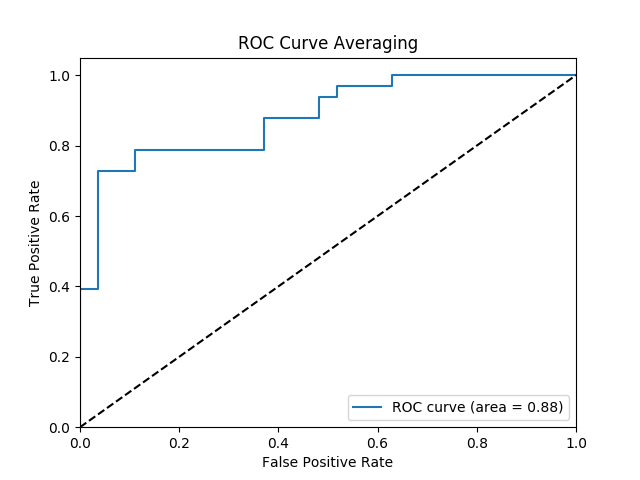 ROC Curve Averaging
1.0
0.8
0.6
0.4
0.2
0.0
True Positive Rate
0.0 0.2 0.4 0.6 0.8 1.0
False Positive Rate
ROC curve (area = 0.88)